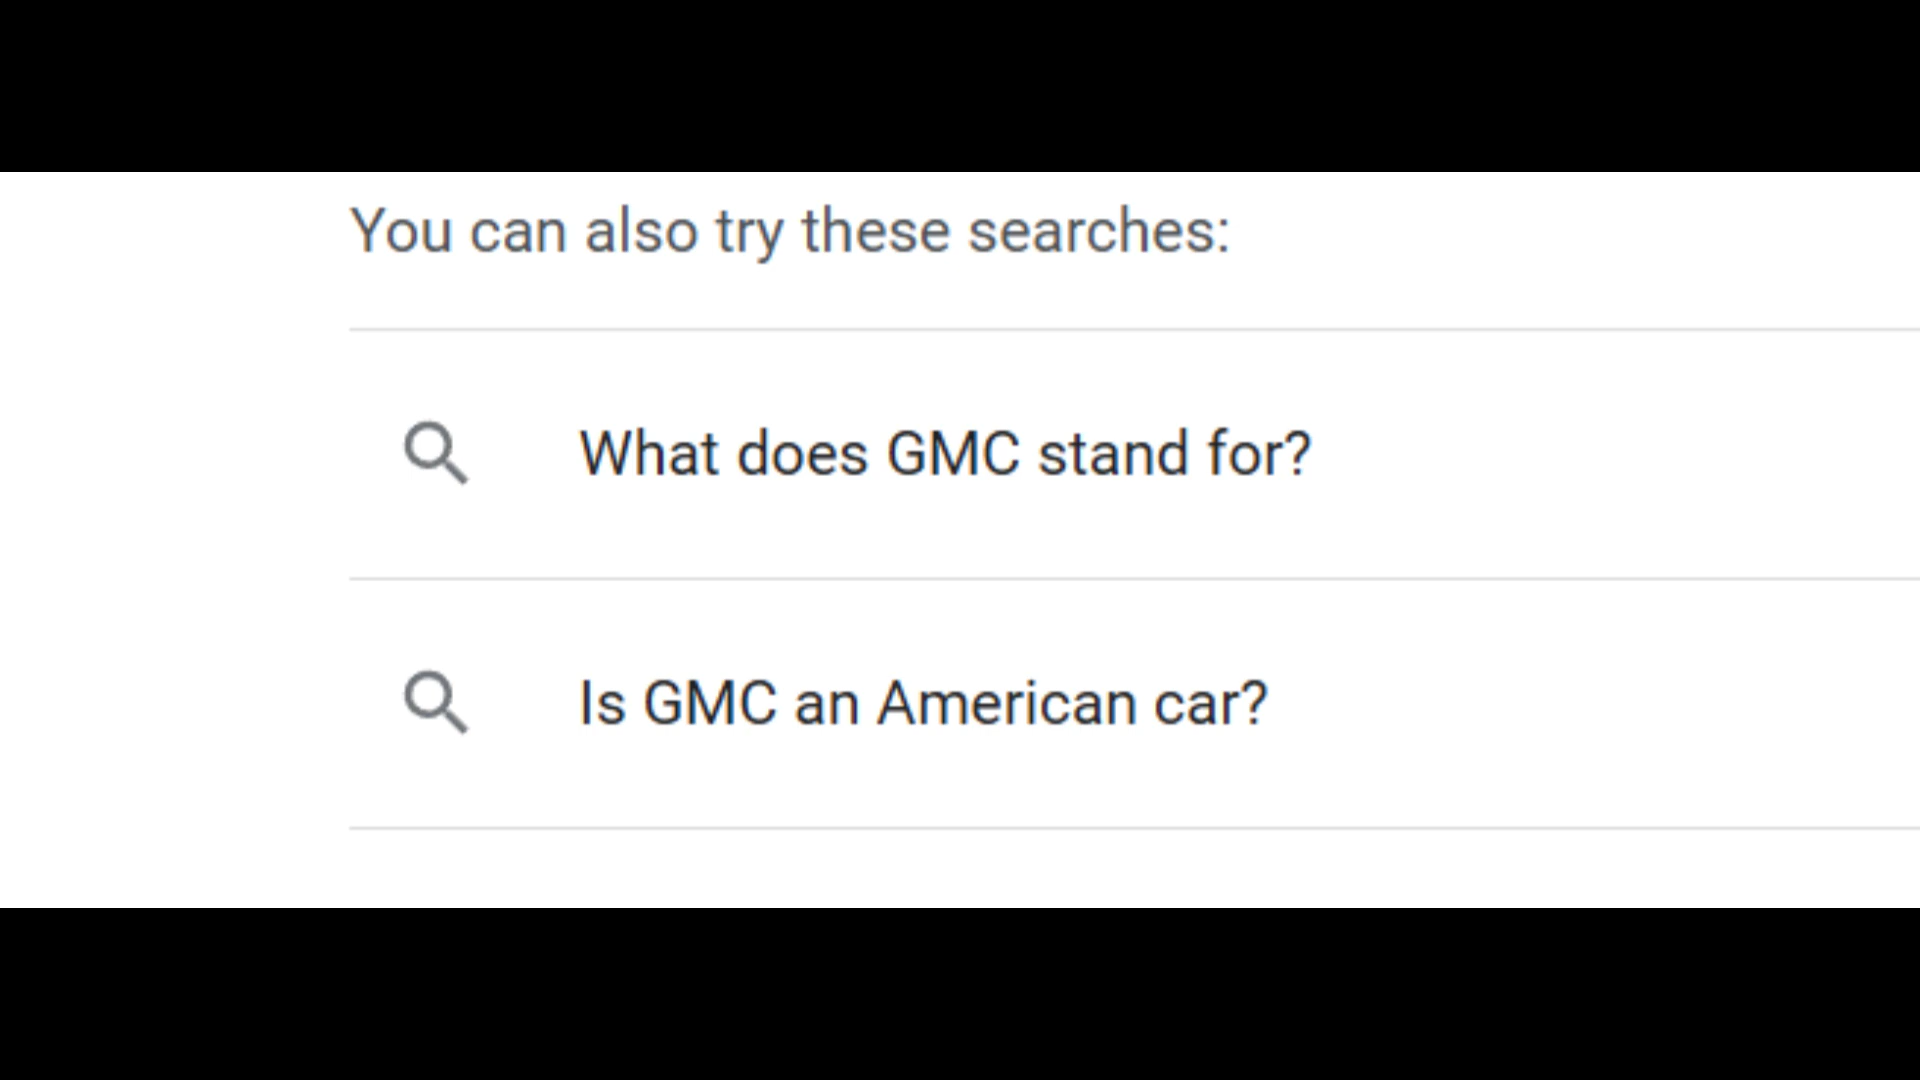 You can also try these searches:
What does GMC stand for?
Is GMC an American car?